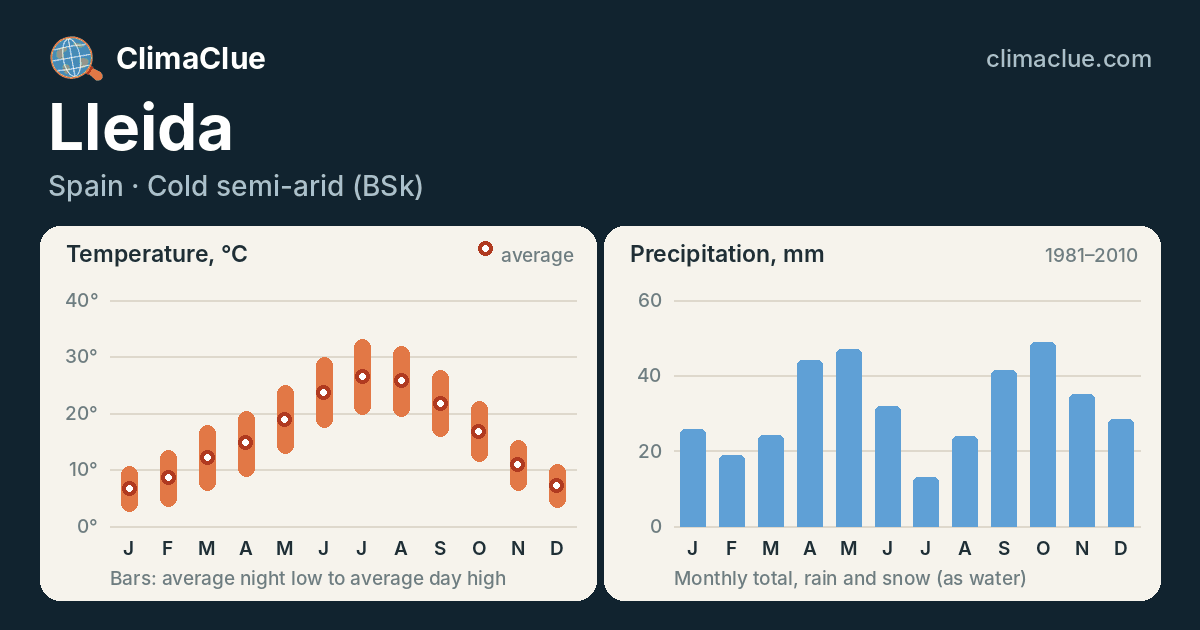 ClimaClue
climaclue.com
Lleida
Spain · Cold semi-arid (BSk)
Temperature, °C
average
40°
30°
20°
10°
0°
J F M A M J J A S O N D
Bars: average night low to average day high
Precipitation, mm
1981–2010
60
40
20
0
J F M A M J J A S O N D
Monthly total, rain and snow (as water)